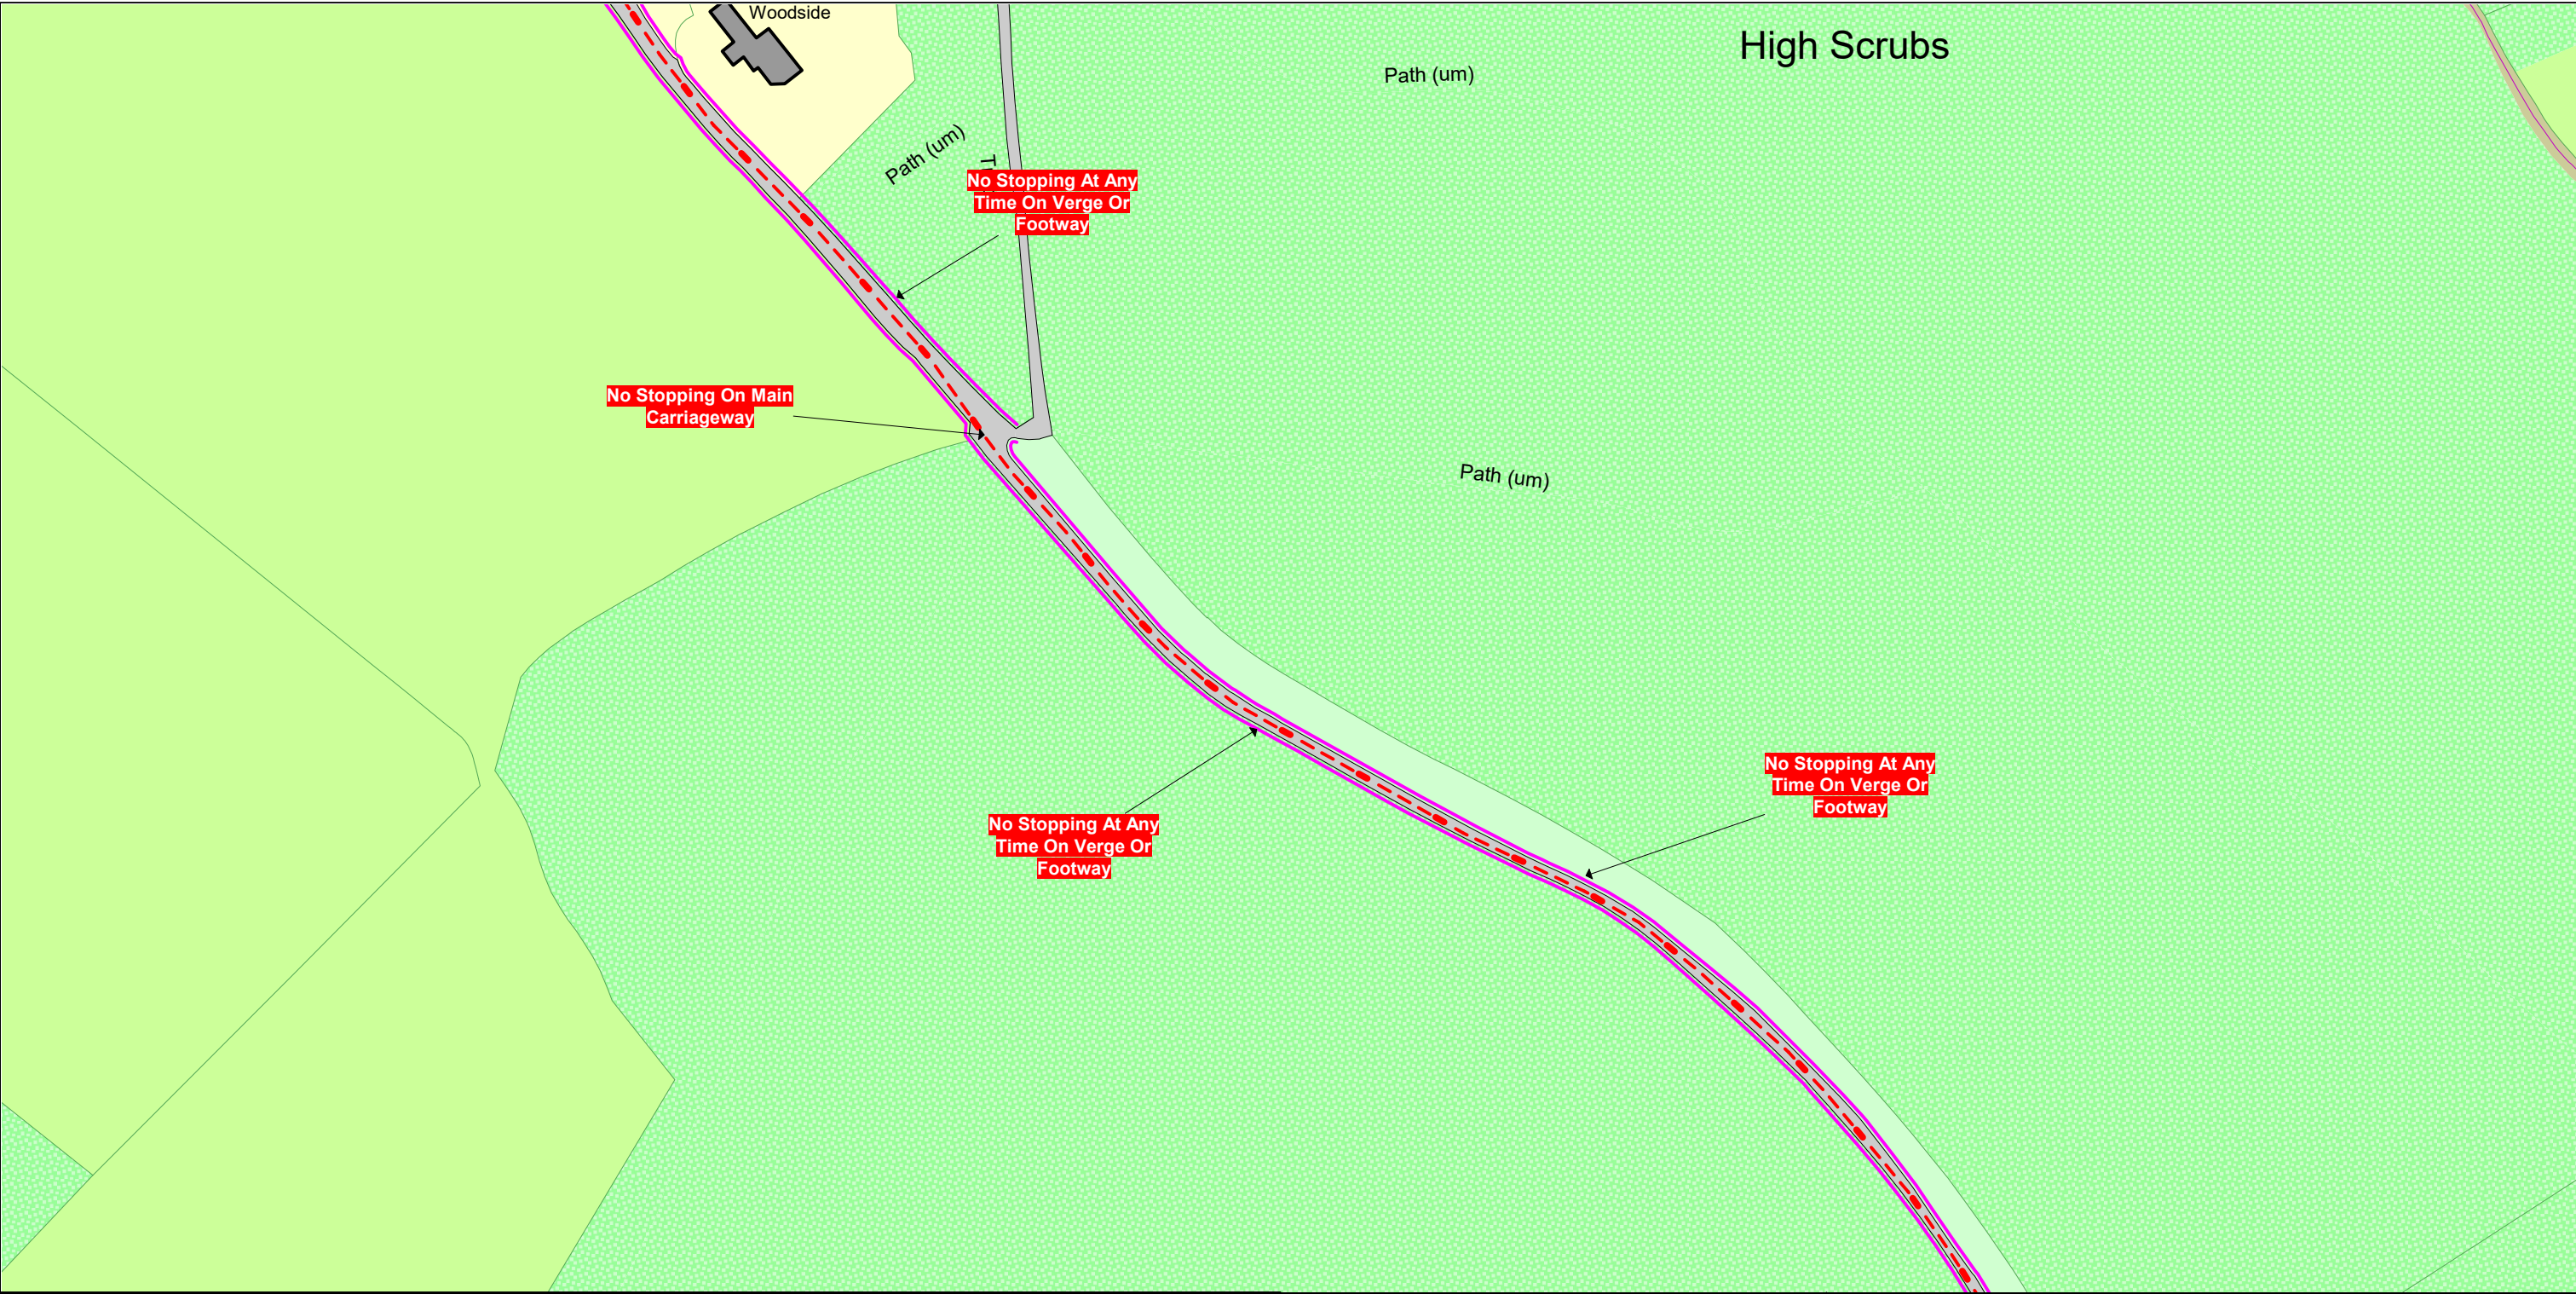 Woodside
High Scrubs
Path (um)
Path (um)
No Stopping At Any
Time On Verge Or
Footway
No Stopping On Main
Carriageway
Path (um)
No Stopping At Any
Time On Verge Or
Footway
No Stopping At Any
Time On Verge Or
Footway